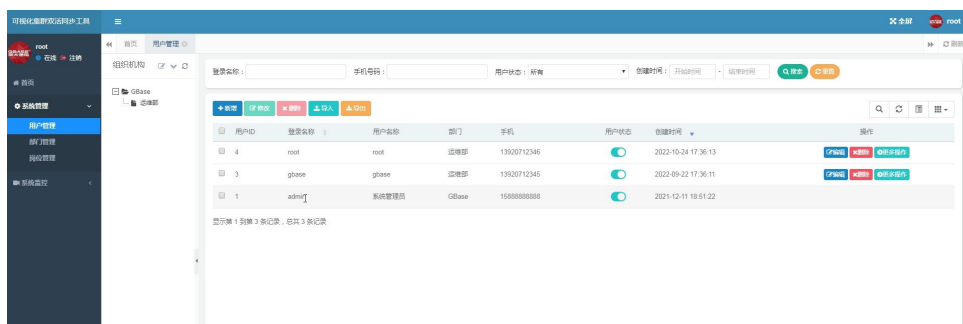 可视化集群双活同步工具
全屏 root
root
在线 注销
首页 用户管理
刷新
首页
系统管理
用户管理
部门管理
岗位管理
系统监控
组织机构
GBase
运维部
登录名称： 手机号码： 用户状态：所有 创建时间： 开始时间 - 结束时间 搜索 重置
+新增 修改 删除 导入 导出
用户ID 登录名称 用户名称 部门 手机 用户状态 创建时间 操作
4 root root 运维部 13920712346 2022-10-24 17:36:13 编辑 删除 更多操作
3 gbase gbase 运维部 13920712345 2022-09-22 17:36:11 编辑 删除 更多操作
1 admin 系统管理员 GBase 15888888888 2021-12-11 18:51:22
显示第 1 到第 3 条记录，总共 3 条记录